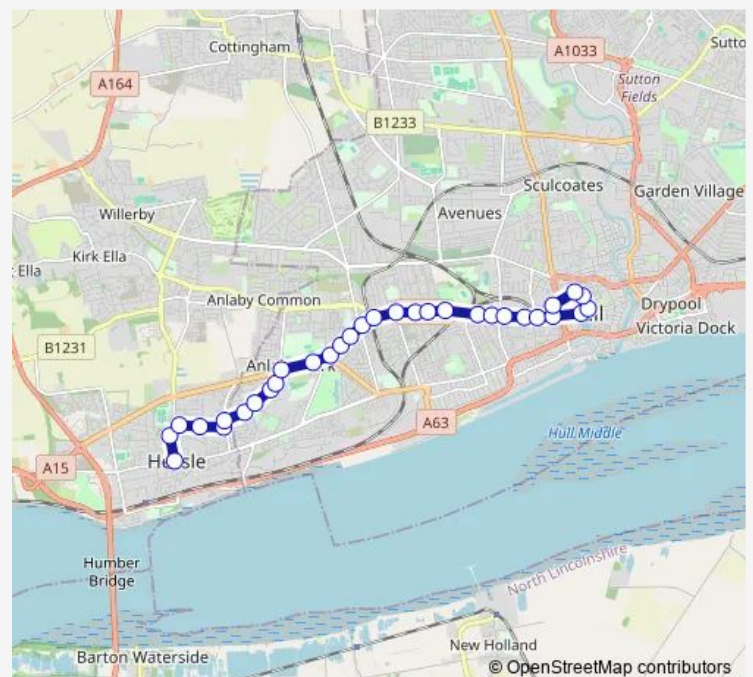 Cottingham
A1033
Sutto
A164
Sutton
Fields
B1233
Sculcoates
Garden Village
Willerby
Avenues
Kirk Ella
Ella
Anlaby Common
Drypool
Victoria Dock
B1231
A63
Hull Middle
A15
Humber
Bridge
North Lincolnshire
New Holland
Barton Waterside
© OpenStreetMap contributors